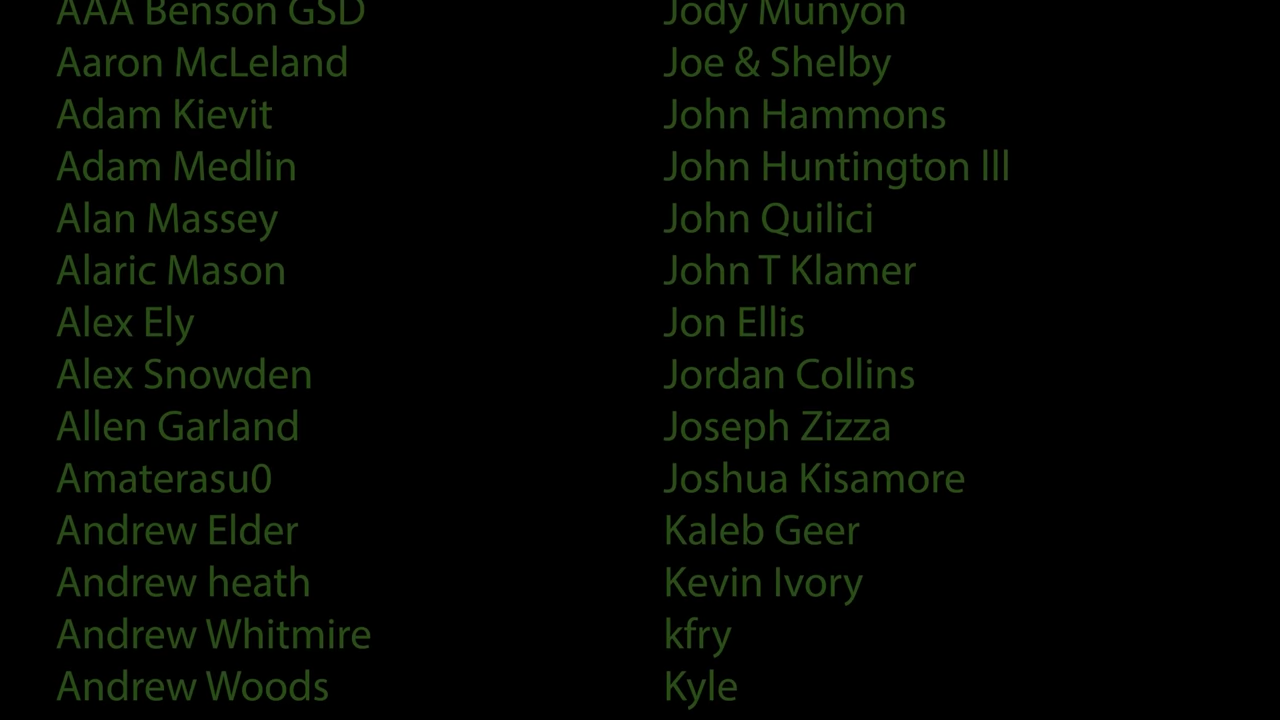 AAA Benson GSD
Aaron McLeland
Adam Kievit
Adam Medlin
Alan Massey
Alaric Mason
Alex Ely
Alex Snowden
Allen Garland
Amaterasu0
Andrew Elder
Andrew heath
Andrew Whitmire
Andrew Woods
Jody Munyon
Joe & Shelby
John Hammons
John Huntington lll
John Quilici
John T Klamer
Jon Ellis
Jordan Collins
Joseph Zizza
Joshua Kisamore
Kaleb Geer
Kevin Ivory
kfry
Kyle